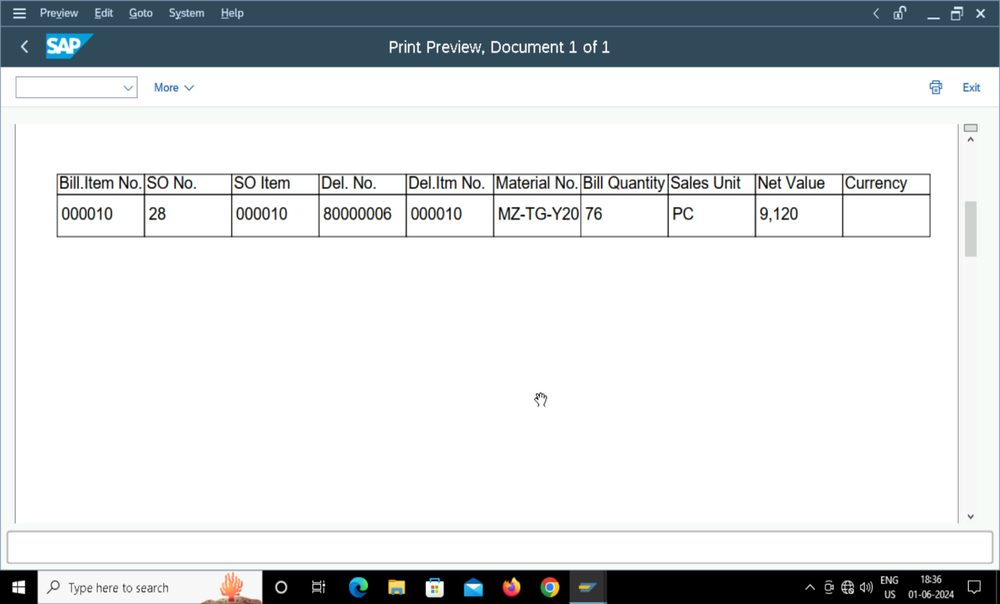 Preview Edit Goto System Help
SAP Print Preview, Document 1 of 1
More Exit
Bill.Item No. SO No. SO Item Del. No. Del.Itm No. Material No. Bill Quantity Sales Unit Net Value Currency
000010 28 000010 80000006 000010 MZ-TG-Y20 76 PC 9,120
Type here to search
ENG 18:36
US 01-06-2024